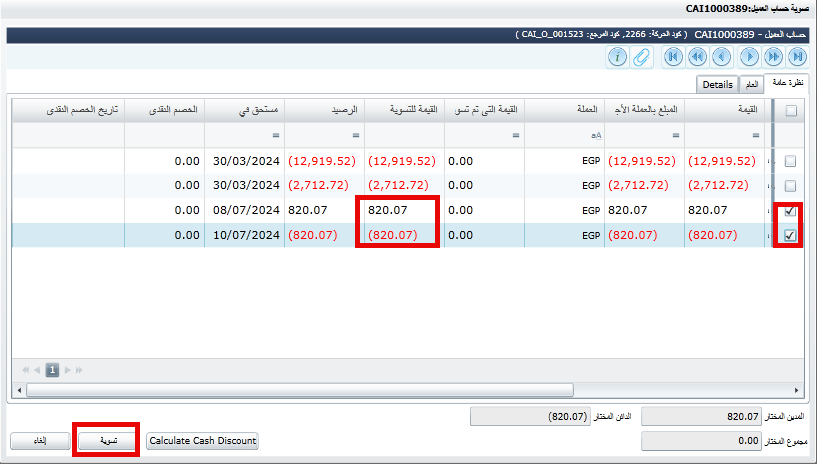 تسوية حساب العميل:CAI1000389
حساب العميل - CAI1000389 ( كود الحركة: 2266, كود المرجع: CAI_O_001523 )
نظرة عامة العام Details
القيمة المبلغ بالعملة الأج العملة القيمة التى تم تسو القيمة للتسوية الرصيد مستحق في الخصم النقدى تاريخ الخصم النقدى
= = aA = = = =
(12,919.52) (12,919.52) EGP 0.00 (12,919.52) (12,919.52) 30/03/2024 0.00
(2,712.72) (2,712.72) EGP 0.00 (2,712.72) (2,712.72) 30/03/2024 0.00
820.07 820.07 EGP 0.00 820.07 820.07 08/07/2024 0.00
(820.07) (820.07) EGP 0.00 (820.07) (820.07) 10/07/2024 0.00
1
المدين المختار 820.07 الدائن المختار (820.07)
مجموع المختار 0.00
Calculate Cash Discount تسوية إلغاء